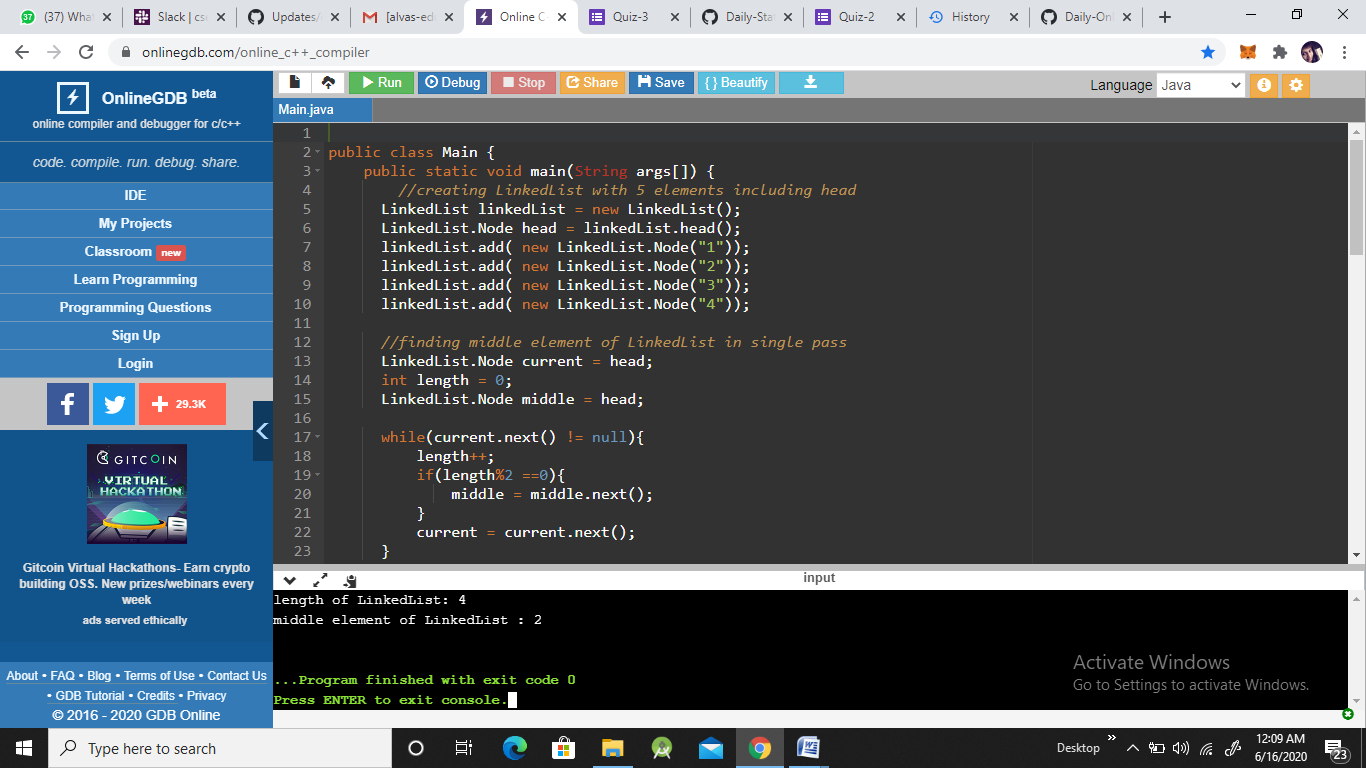 (37) What
Slack | cs
Updates/
[alvas-ed
Online C
Quiz-3
Daily-Sta
Quiz-2
History
Daily-Onl
onlinegdb.com/online_c++_compiler
OnlineGDB beta
online compiler and debugger for c/c++
code. compile. run. debug. share.
IDE
My Projects
Classroom new
Learn Programming
Programming Questions
Sign Up
Login
29.3K
GITCOIN
VIRTUAL
HACKATHON
Gitcoin Virtual Hackathons- Earn crypto
building OSS. New prizes/webinars every
week
ads served ethically
About • FAQ • Blog • Terms of Use • Contact Us
• GDB Tutorial • Credits • Privacy
© 2016 - 2020 GDB Online
Run Debug Stop Share Save { } Beautify
Language Java
Main.java
1
2 public class Main {
3 public static void main(String args[]) {
4 //creating LinkedList with 5 elements including head
5 LinkedList linkedList = new LinkedList();
6 LinkedList.Node head = linkedList.head();
7 linkedList.add( new LinkedList.Node("1"));
8 linkedList.add( new LinkedList.Node("2"));
9 linkedList.add( new LinkedList.Node("3"));
10 linkedList.add( new LinkedList.Node("4"));
11
12 //finding middle element of LinkedList in single pass
13 LinkedList.Node current = head;
14 int length = 0;
15 LinkedList.Node middle = head;
16
17 while(current.next() != null){
18 length++;
19 if(length%2 ==0){
20 middle = middle.next();
21 }
22 current = current.next();
23 }
input
length of LinkedList: 4
middle element of LinkedList : 2
...Program finished with exit code 0
Press ENTER to exit console.
Activate Windows
Go to Settings to activate Windows.
Type here to search
Desktop
12:09 AM
6/16/2020
23